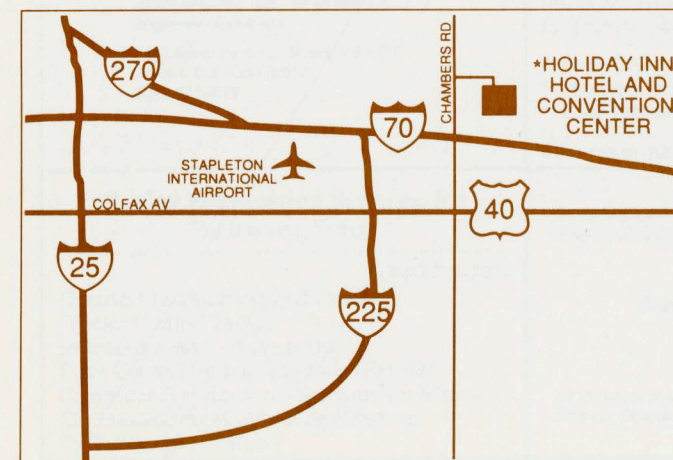 270
CHAMBERS RD
*HOLIDAY INN
HOTEL AND
CONVENTION
CENTER
70
STAPLETON
INTERNATIONAL
AIRPORT
COLFAX AV
40
25
225